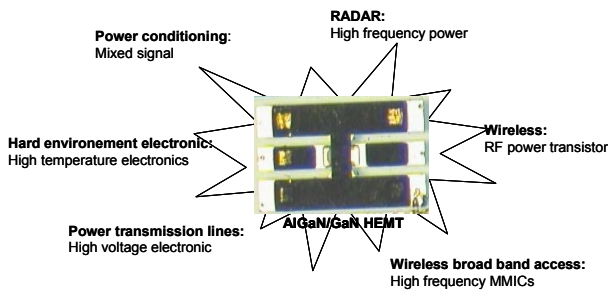 RADAR:
High frequency power
Power conditioning:
Mixed signal
Wireless:
RF power transistor
Hard environement electronic:
High temperature electronics
AlGaN/GaN HEMT
Power transmission lines:
High voltage electronic
Wireless broad band access:
High frequency MMICs